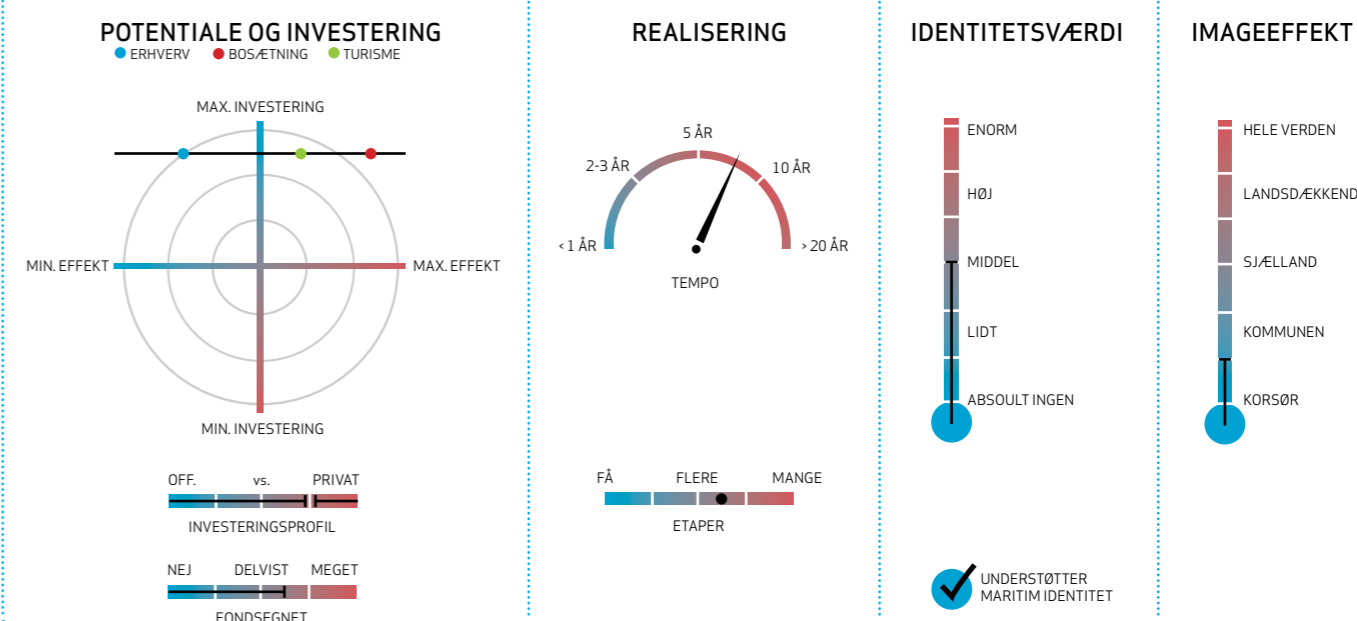 POTENTIALE OG INVESTERING
ERHVERV BOSÆTNING TURISME
MAX. INVESTERING
MIN. EFFEKT
MAX. EFFEKT
MIN. INVESTERING
OFF. vs. PRIVAT
INVESTERINGSPROFIL
NEJ DELVIST MEGET
FONDSEGNET
REALISERING
5 ÅR
2-3 ÅR
10 ÅR
<1 ÅR
>20 ÅR
TEMPO
FÅ FLERE MANGE
ETAPER
IDENTITETSVÆRDI
ENORM
HØJ
MIDDEL
LIDT
ABSOULT INGEN
UNDERSTØTTER
MARITIM IDENTITET
IMAGEEFFEKT
HELE VERDEN
LANDSDÆKKEND
SJÆLLAND
KOMMUNEN
KORSØR